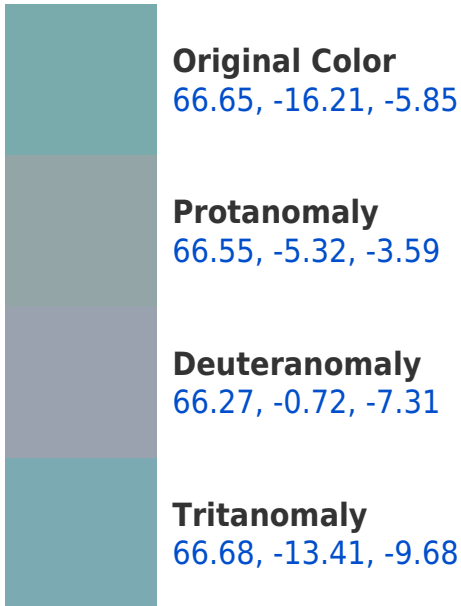 Original Color
66.65, -16.21, -5.85
Protanomaly
66.55, -5.32, -3.59
Deuteranomaly
66.27, -0.72, -7.31
Tritanomaly
66.68, -13.41, -9.68